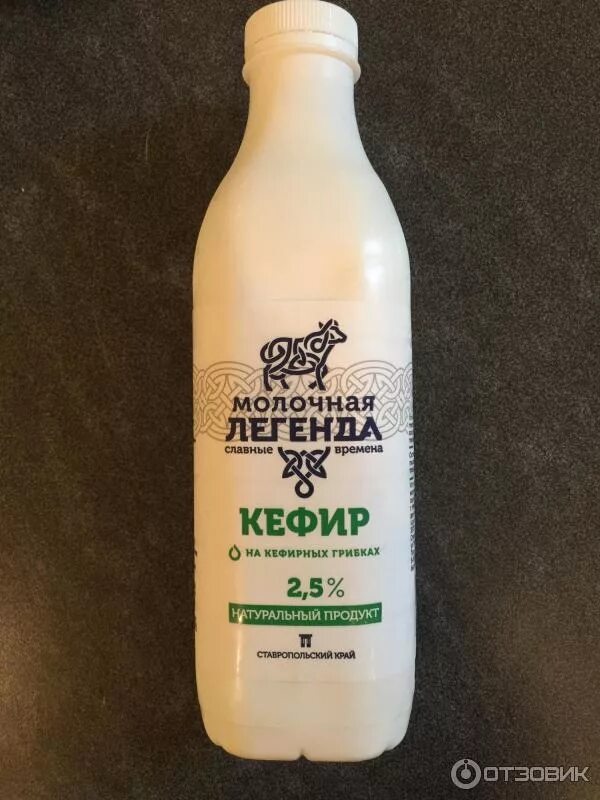 молочная
ЛЕГЕНДА
славные времена
КЕФИР
НА КЕФИРНЫХ ГРИБКАХ
2,5%
НАТУРАЛЬНЫЙ ПРОДУКТ
СТАВРОПОЛЬСКИЙ КРАЙ
ОТЗОВИК